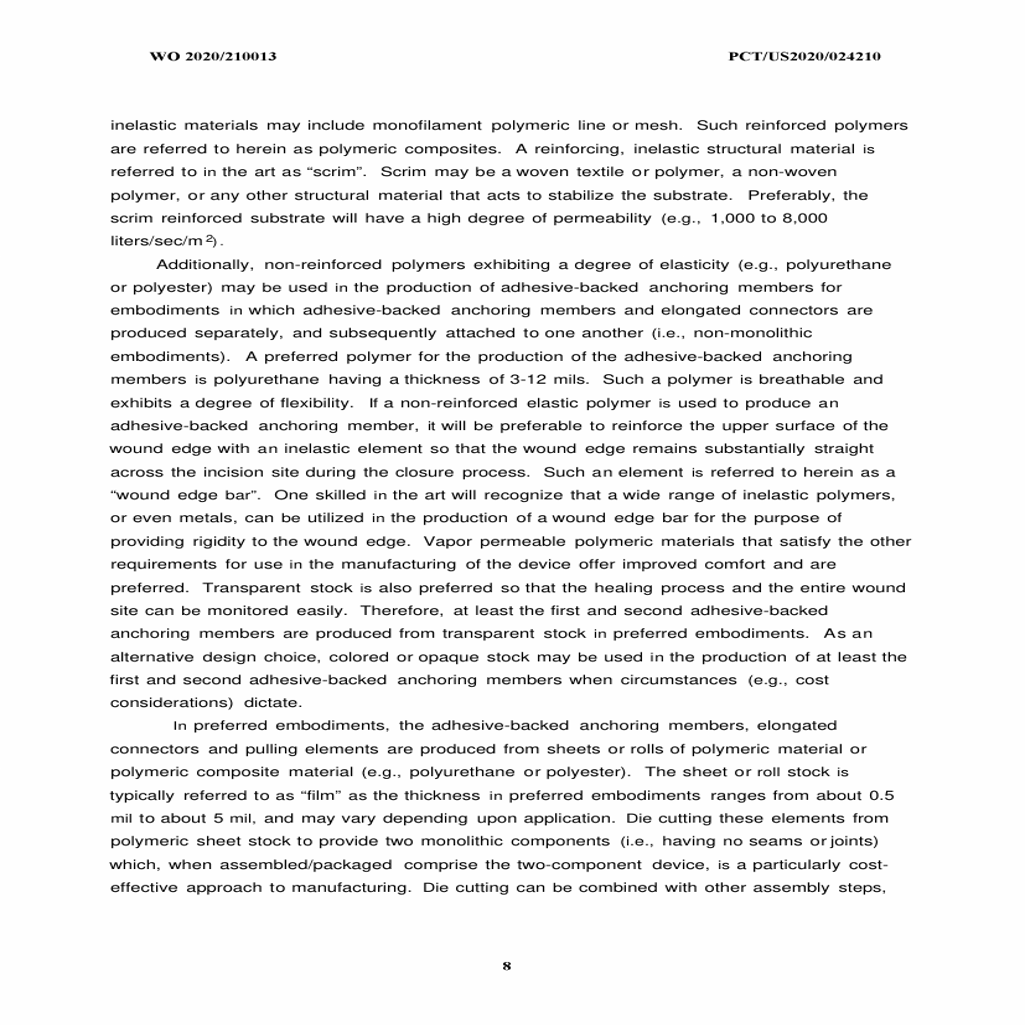 WO 2020/210013 PCT/US2020/024210
inelastic materials may include monofilament polymeric line or mesh. Such reinforced polymers
are referred to herein as polymeric composites. A reinforcing, inelastic structural material is
referred to in the art as “scrim”. Scrim may be a woven textile or polymer, a non-woven
polymer, or any other structural material that acts to stabilize the substrate. Preferably, the
scrim reinforced substrate will have a high degree of permeability (e.g., 1,000 to 8,000
liters/sec/m 2).
Additionally, non-reinforced polymers exhibiting a degree of elasticity (e.g., polyurethane
or polyester) may be used in the production of adhesive-backed anchoring members for
embodiments in which adhesive-backed anchoring members and elongated connectors are
produced separately, and subsequently attached to one another (i.e., non-monolithic
embodiments). A preferred polymer for the production of the adhesive-backed anchoring
members is polyurethane having a thickness of 3-12 mils. Such a polymer is breathable and
exhibits a degree of flexibility. If a non-reinforced elastic polymer is used to produce an
adhesive-backed anchoring member, it will be preferable to reinforce the upper surface of the
wound edge with an inelastic element so that the wound edge remains substantially straight
across the incision site during the closure process. Such an element is referred to herein as a
“wound edge bar”. One skilled in the art will recognize that a wide range of inelastic polymers,
or even metals, can be utilized in the production of a wound edge bar for the purpose of
providing rigidity to the wound edge. Vapor permeable polymeric materials that satisfy the other
requirements for use in the manufacturing of the device offer improved comfort and are
preferred. Transparent stock is also preferred so that the healing process and the entire wound
site can be monitored easily. Therefore, at least the first and second adhesive-backed
anchoring members are produced from transparent stock in preferred embodiments. As an
alternative design choice, colored or opaque stock may be used in the production of at least the
first and second adhesive-backed anchoring members when circumstances (e.g., cost
considerations) dictate.
In preferred embodiments, the adhesive-backed anchoring members, elongated
connectors and pulling elements are produced from sheets or rolls of polymeric material or
polymeric composite material (e.g., polyurethane or polyester). The sheet or roll stock is
typically referred to as “film” as the thickness in preferred embodiments ranges from about 0.5
mil to about 5 mil, and may vary depending upon application. Die cutting these elements from
polymeric sheet stock to provide two monolithic components (i.e., having no seams or joints)
which, when assembled/packaged comprise the two-component device, is a particularly cost-
effective approach to manufacturing. Die cutting can be combined with other assembly steps,
8